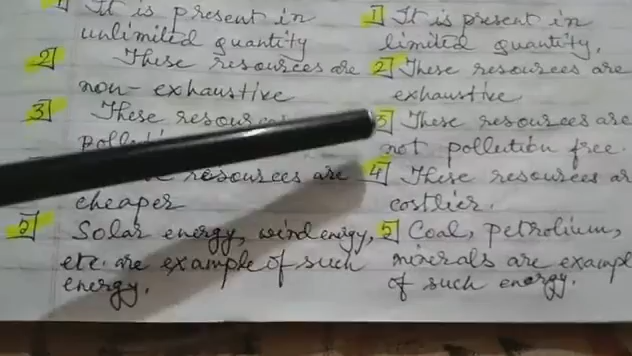 1] It is present in
unlimited quantity
2] These resources are
non-exhaustive
3] These
cheaper
5] Solar energy, wind energy,
etc. are example of such
energy.
1] It is present in
limited quantity.
2] These resources are
exhaustive
3] These resources are
not pollution free.
4] These resources ar
costlier.
5] Coal, petrolium,
minerals are exampl
of such energy.